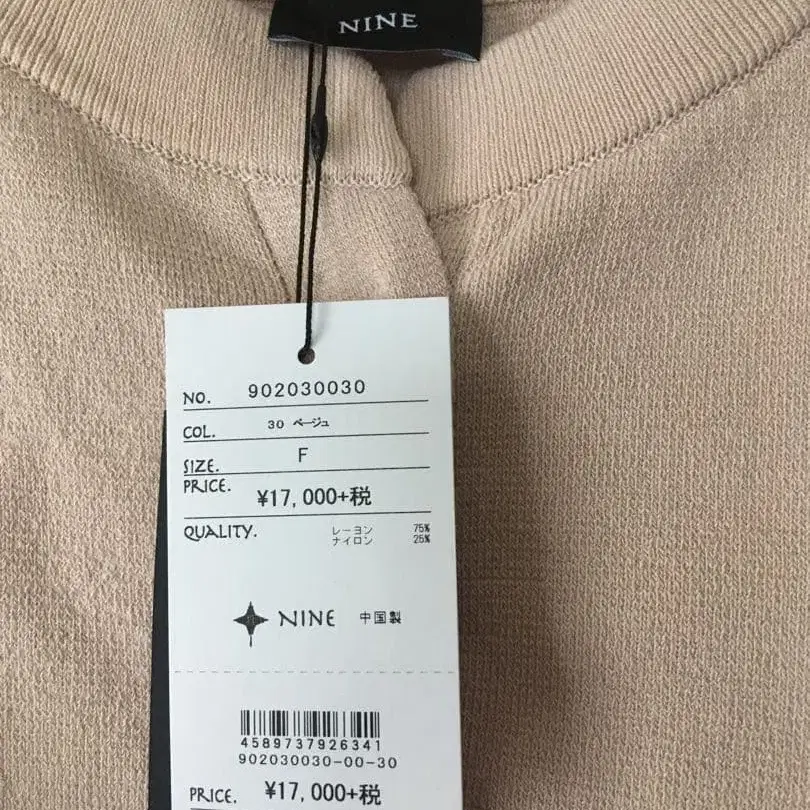 NINE
NO. 902030030
COL. 30 ベージュ
SIZE. F
PRICE. ¥17,000+税
QUALITY. レーヨン 75%
ナイロン 25%
NINE 中国製
4589737926341
902030030-00-30
PRICE. ¥17,000+税